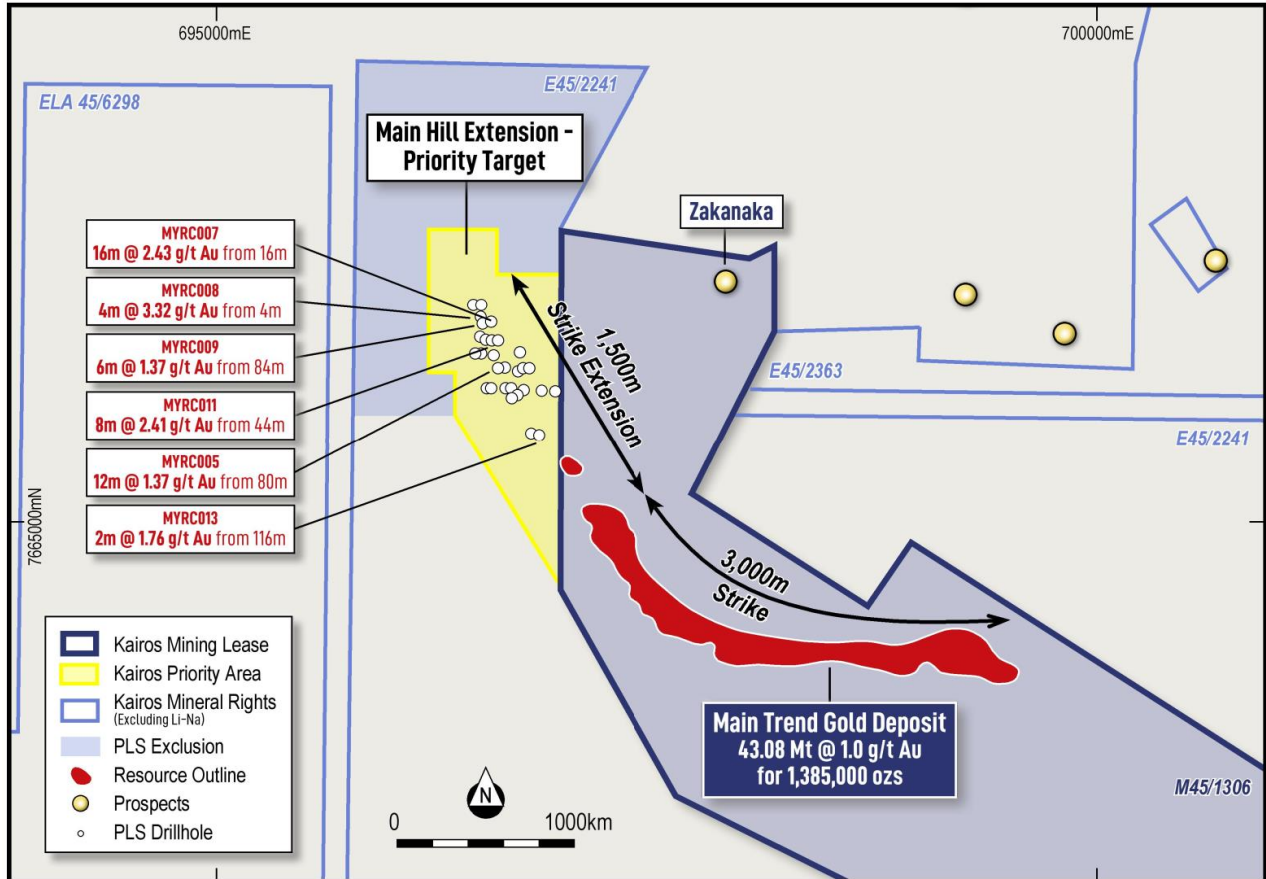 695000mE
700000mE
ELA 45/6298
E45/2241
Main Hill Extension -
Priority Target
Zakanaka
MYRC007
16m @ 2.43 g/t Au from 16m
MYRC008
4m @ 3.32 g/t Au from 4m
MYRC009
6m @ 1.37 g/t Au from 84m
MYRC011
8m @ 2.41 g/t Au from 44m
MYRC005
12m @ 1.37 g/t Au from 80m
MYRC013
2m @ 1.76 g/t Au from 116m
1,500m
Strike Extension
E45/2363
E45/2241
7665000mN
3,000m
Strike
Main Trend Gold Deposit
43.08 Mt @ 1.0 g/t Au
for 1,385,000 ozs
M45/1306
Kairos Mining Lease
Kairos Priority Area
Kairos Mineral Rights
(Excluding Li-Na)
PLS Exclusion
Resource Outline
Prospects
PLS Drillhole
N
0 1000km